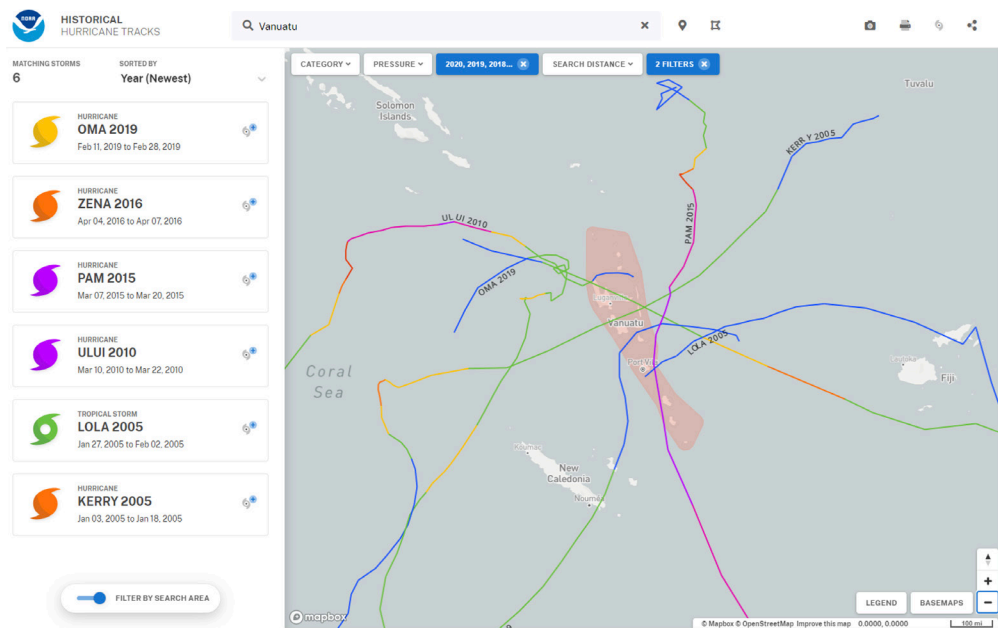 NOAA
HISTORICAL
HURRICANE TRACKS
Vanuatu
MATCHING STORMS
6
SORTED BY
Year (Newest)
HURRICANE
OMA 2019
Feb 11, 2019 to Feb 28, 2019
HURRICANE
ZENA 2016
Apr 04, 2016 to Apr 07, 2016
HURRICANE
PAM 2015
Mar 07, 2015 to Mar 20, 2015
HURRICANE
ULUI 2010
Mar 10, 2010 to Mar 22, 2010
TROPICAL STORM
LOLA 2005
Jan 27, 2005 to Feb 02, 2005
HURRICANE
KERRY 2005
Jan 03, 2005 to Jan 18, 2005
FILTER BY SEARCH AREA
CATEGORY
PRESSURE
2020, 2019, 2018...
SEARCH DISTANCE
2 FILTERS
Solomon
Islands
Tuvalu
KERRY 2005
ULUI 2010
PAM 2015
OMA 2019
Vanuatu
LOLA 2005
Port Vila
Coral
Sea
Fiji
Koumac
New
Caledonia
Nouméa
LEGEND
BASEMAPS
mapbox
© Mapbox © OpenStreetMap Improve this map
0.0000, 0.0000
100 mi